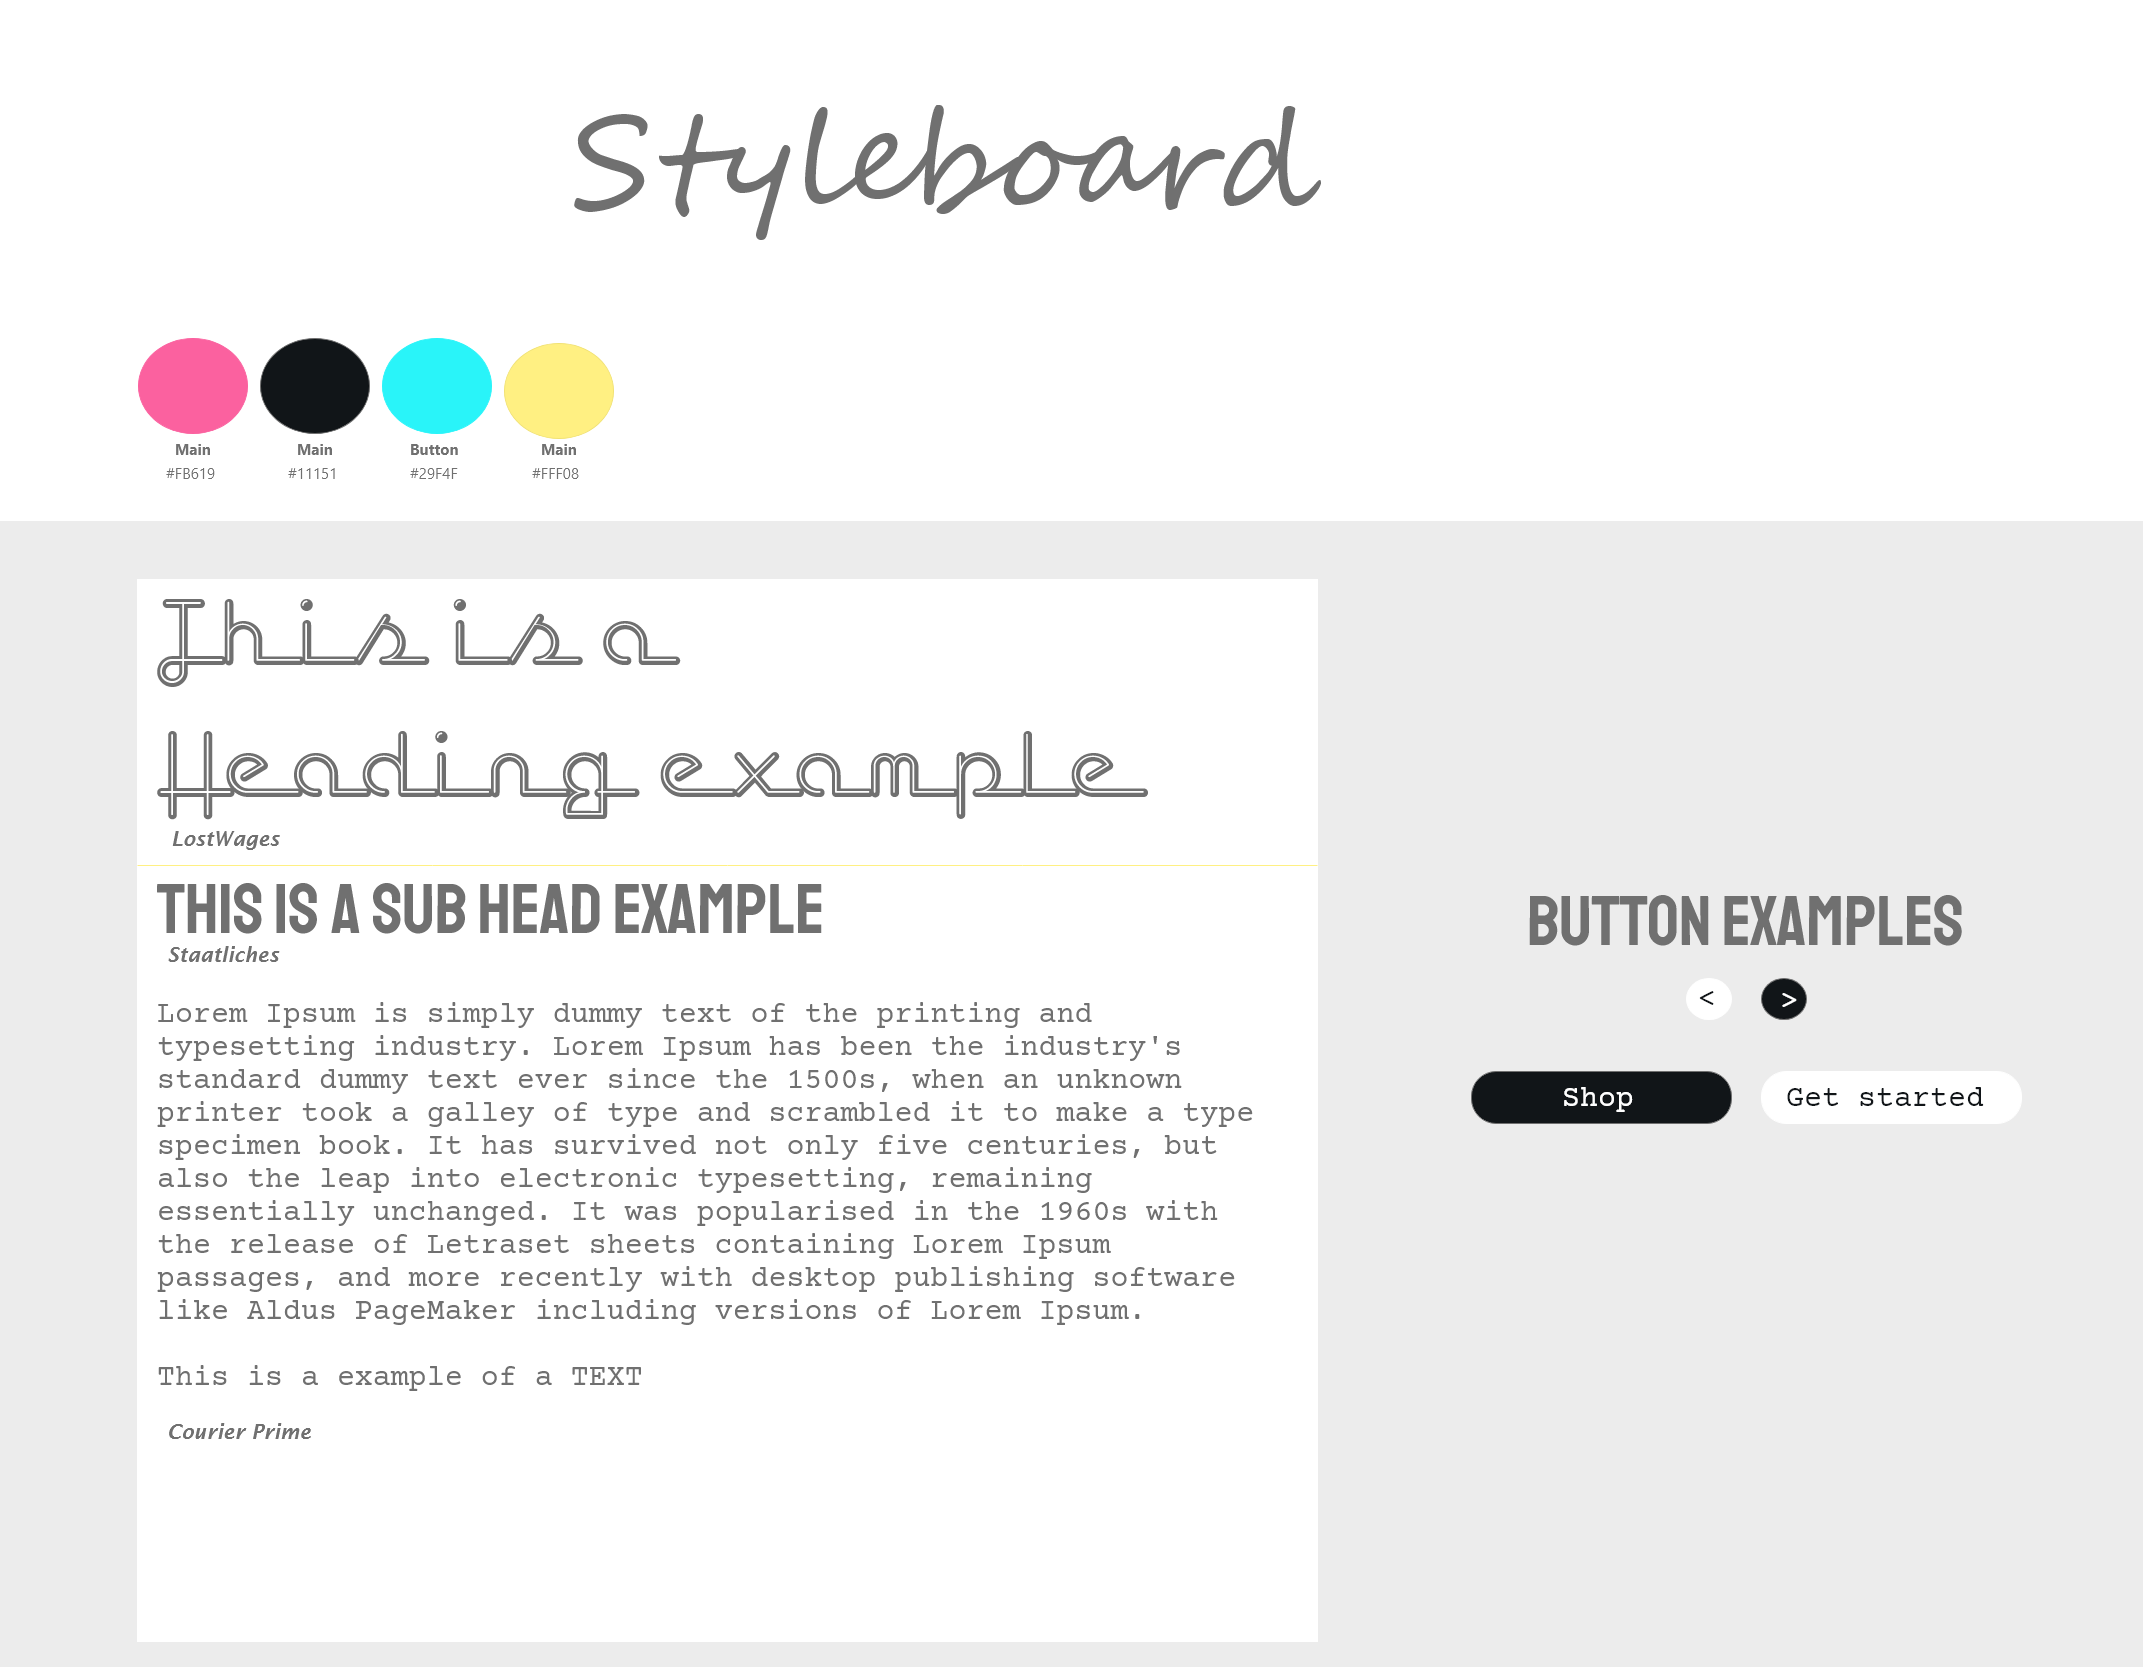 Styleboard
Main Main Button Main
#FB619 #11151 #29F4F #FFF08
This is a
Heading example
LostWages
THIS IS A SUB HEAD EXAMPLE
Staatliches
Lorem Ipsum is simply dummy text of the printing and
typesetting industry. Lorem Ipsum has been the industry's
standard dummy text ever since the 1500s, when an unknown
printer took a galley of type and scrambled it to make a type
specimen book. It has survived not only five centuries, but
also the leap into electronic typesetting, remaining
essentially unchanged. It was popularised in the 1960s with
the release of Letraset sheets containing Lorem Ipsum
passages, and more recently with desktop publishing software
like Aldus PageMaker including versions of Lorem Ipsum.
This is a example of a TEXT
Courier Prime
BUTTON EXAMPLES
< >
Shop Get started